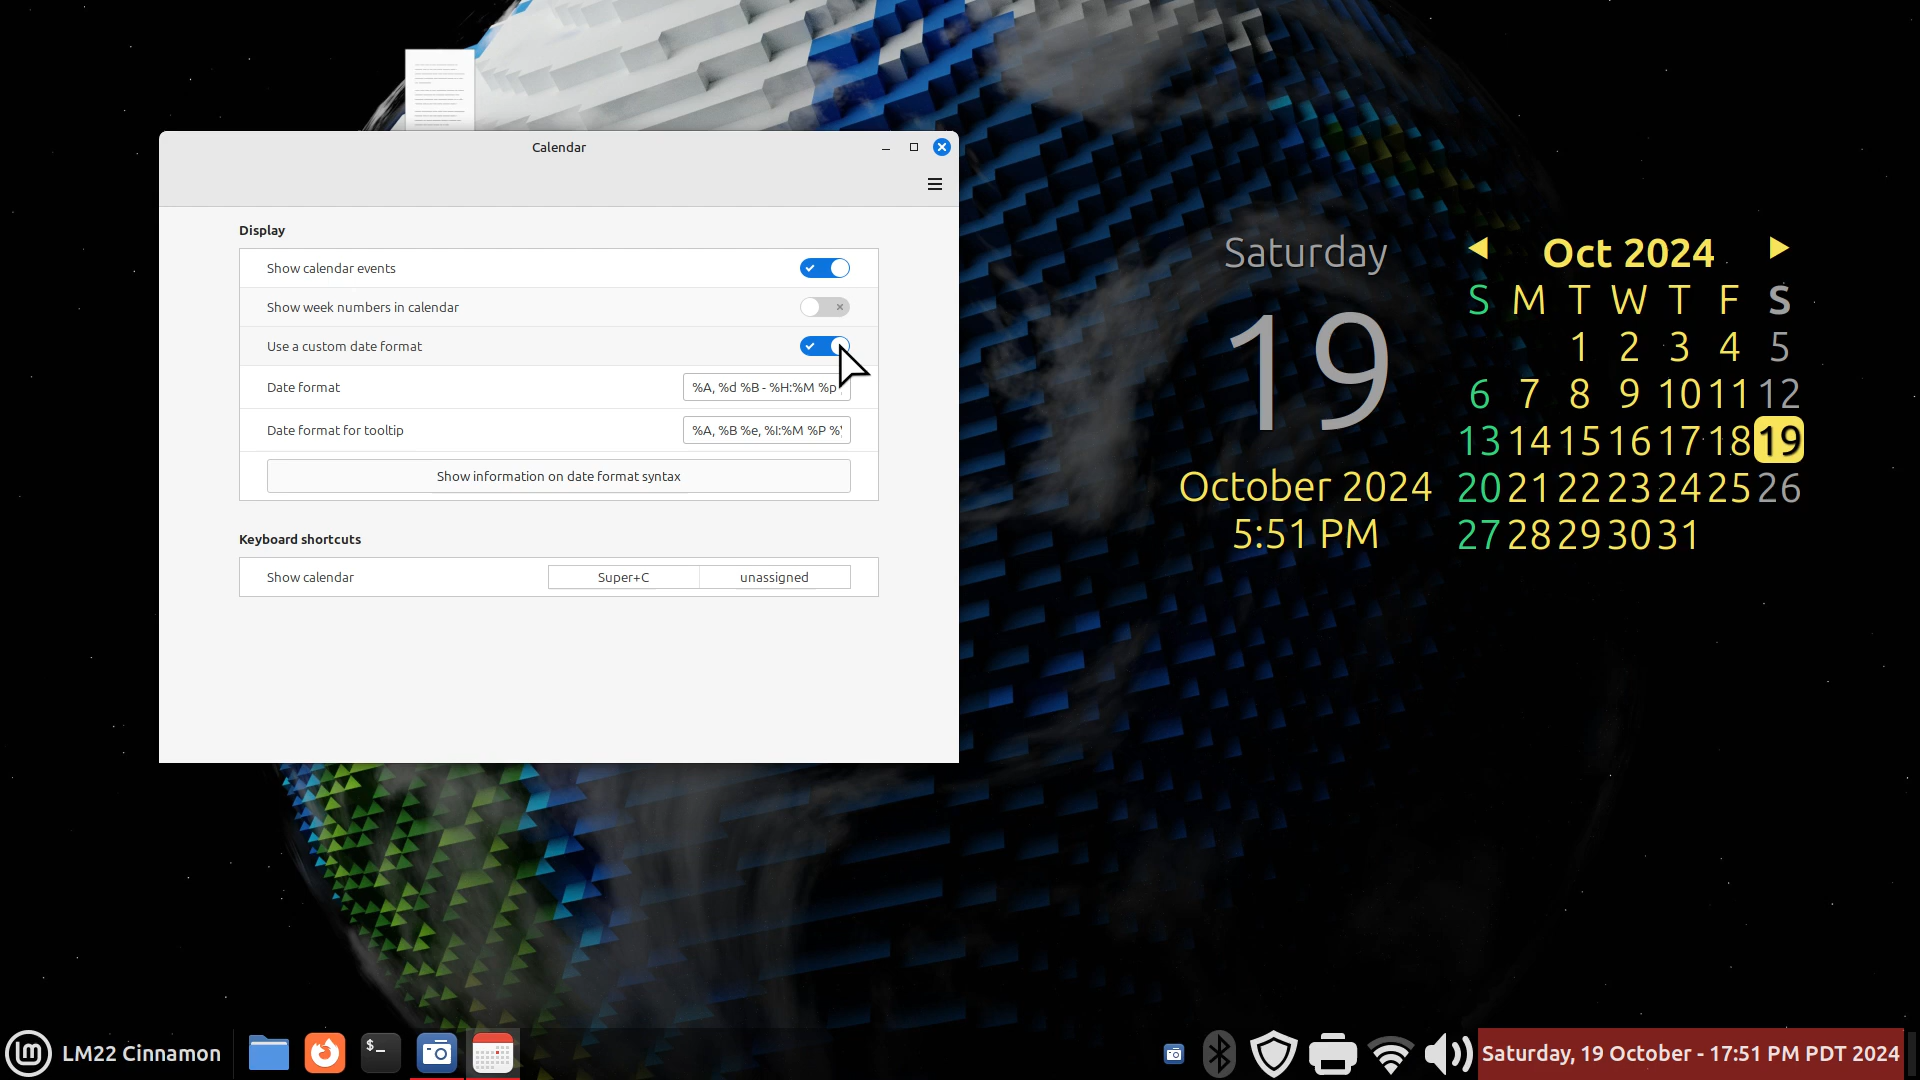 Calendar
Display
Show calendar events
Show week numbers in calendar
Use a custom date format
Date format
%A, %d %B - %H:%M %p
Date format for tooltip
%A, %B %e, %I:%M %P
Show information on date format syntax
Keyboard shortcuts
Show calendar Super+C unassigned
Saturday
19
October 2024
5:51 PM
Oct 2024
S M T W T F S
1 2 3 4 5
6 7 8 9 10 11 12
13 14 15 16 17 18 19
20 21 22 23 24 25 26
27 28 29 30 31
LM22 Cinnamon
$_
Saturday, 19 October - 17:51 PM PDT 2024